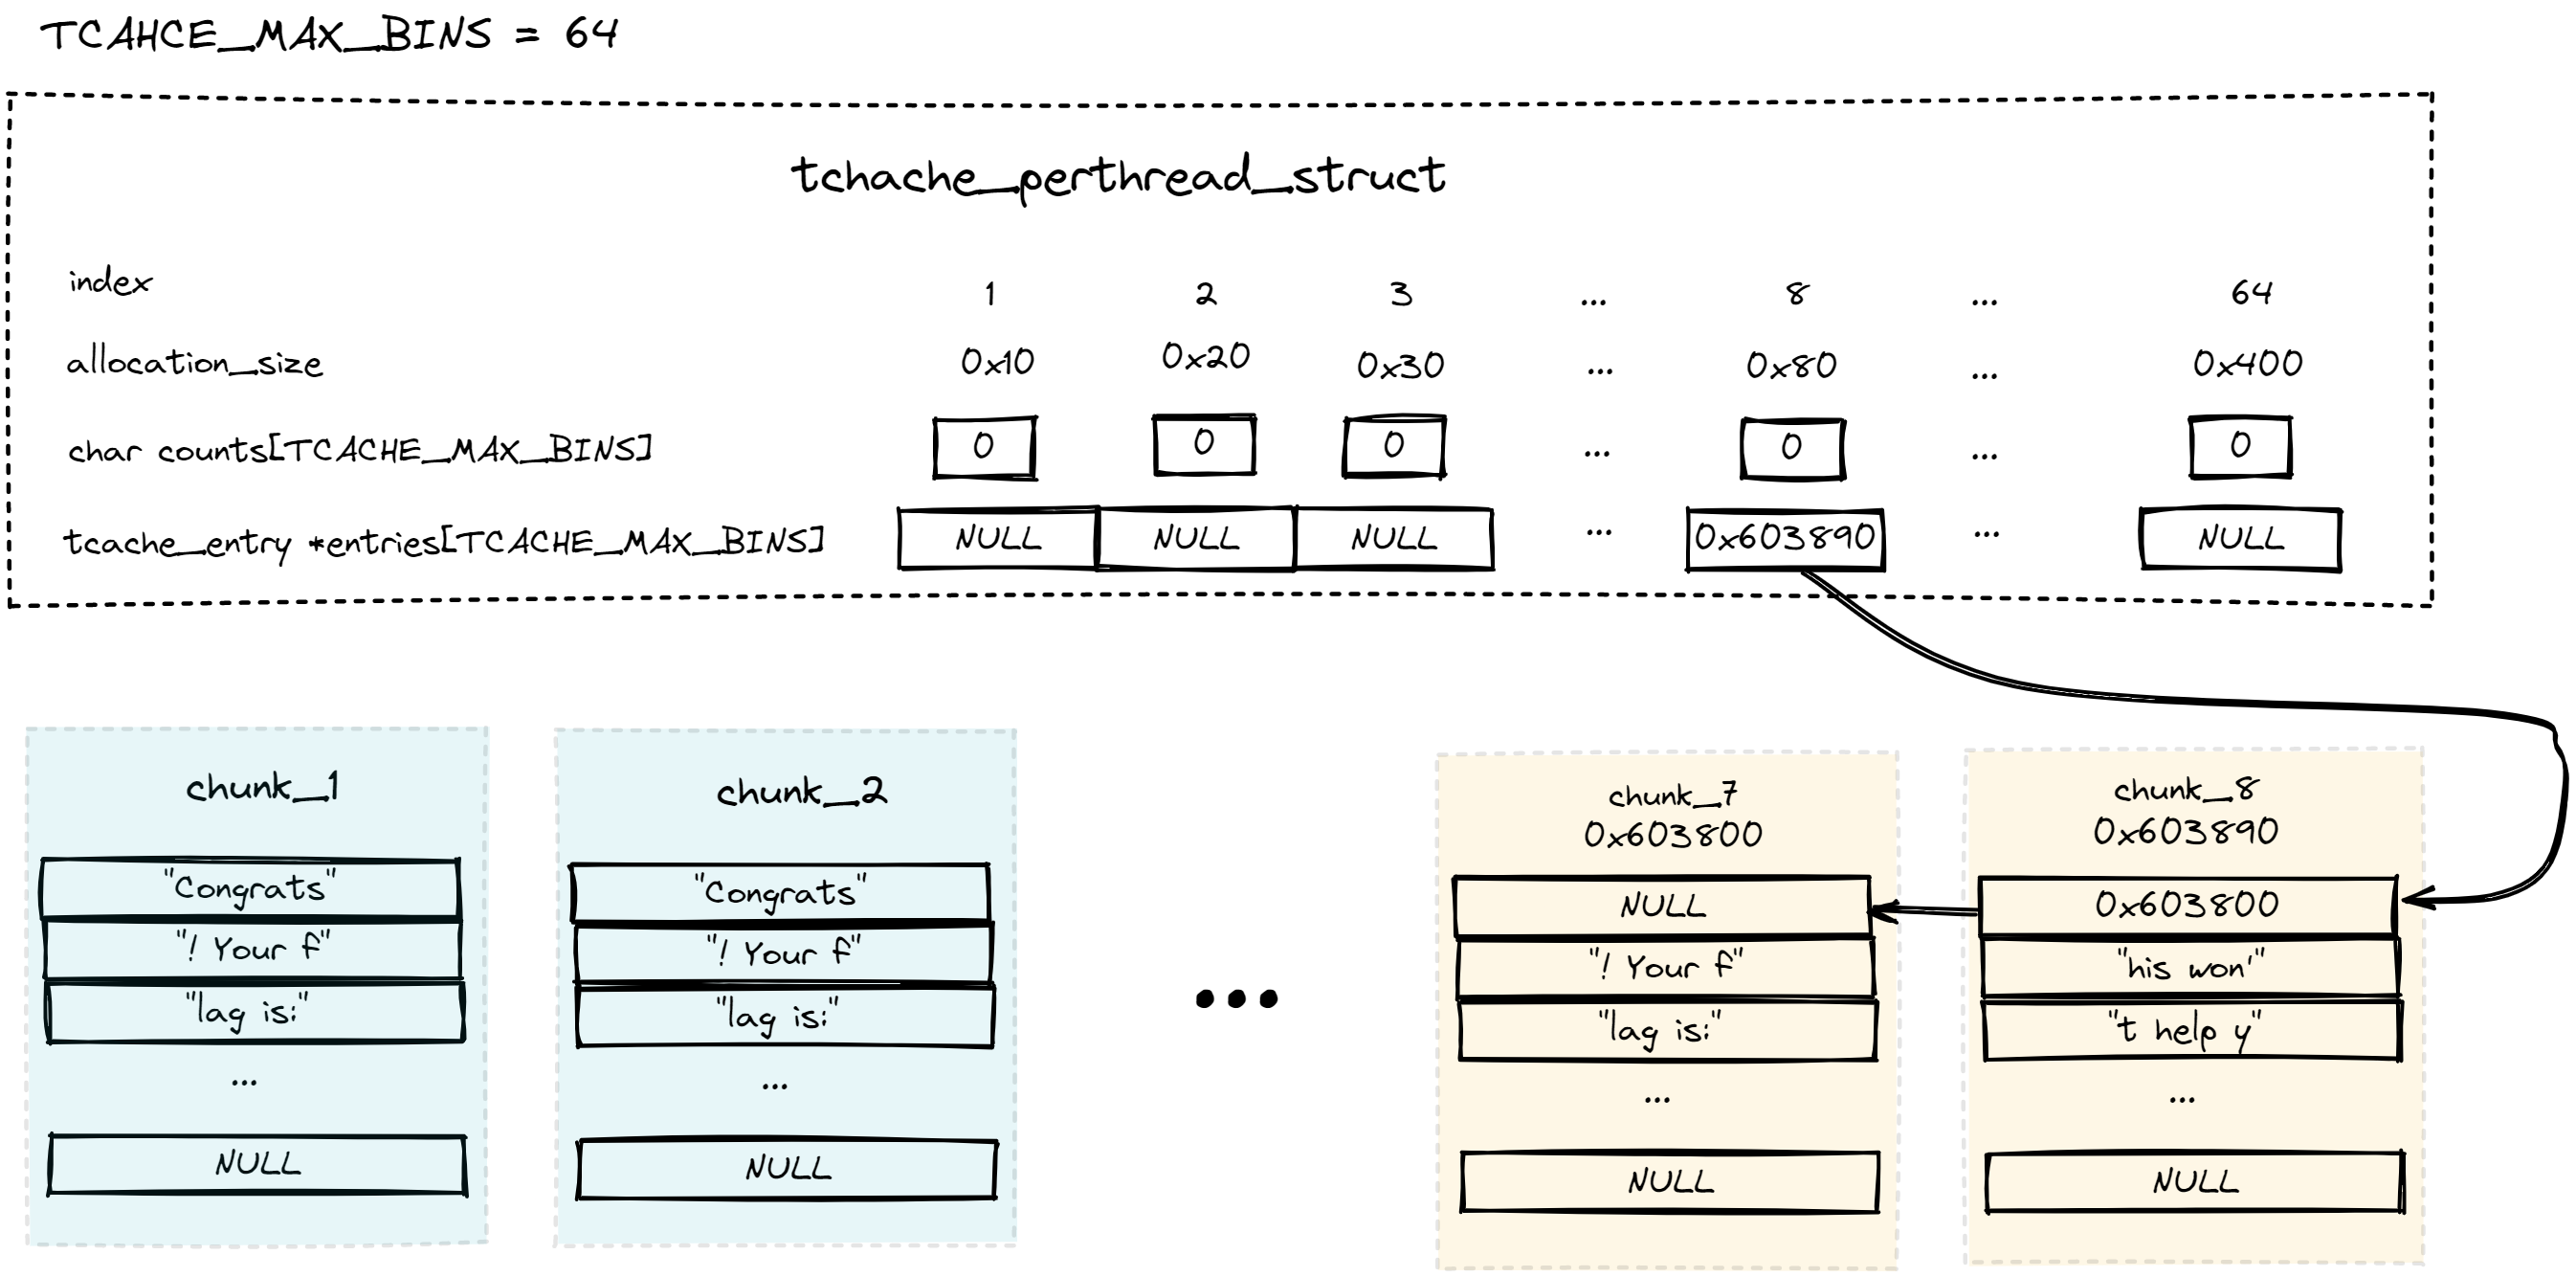 TCAHCE_MAX_BINS = 64
tchache_perthread_struct
index 1 2 3 ... 8 ... 64
allocation_size 0x10 0x20 0x30 ... 0x80 ... 0x400
char counts[TCACHE_MAX_BINS] 0 0 0 ... 0 ... 0
tcache_entry *entries[TCACHE_MAX_BINS] NULL NULL NULL ... 0x603890 ... NULL
chunk_1
"Congrats"
"! Your f"
"lag is:"
...
NULL
chunk_2
"Congrats"
"! Your f"
"lag is:"
...
NULL
...
chunk_7
0x603800
NULL
"! Your f"
"lag is:"
...
NULL
chunk_8
0x603890
0x603800
"his won'"
"t help y"
...
NULL